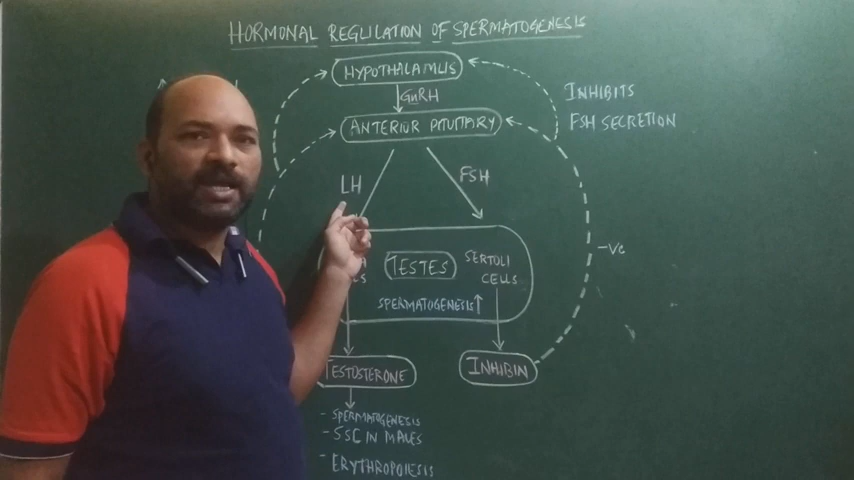 HORMONAL REGULATION OF SPERMATOGENESIS
HYPOTHALAMUS
GnRH
ANTERIOR PITUITARY
INHIBITS
FSH SECRETION
LH
FSH
TESTES
SERTOLI
CELLS
SPERMATOGENESIS↑
-ve
TESTOSTERONE
INHIBIN
- SPERMATOGENESIS
- SSC IN MALES
- ERYTHROPOIESIS